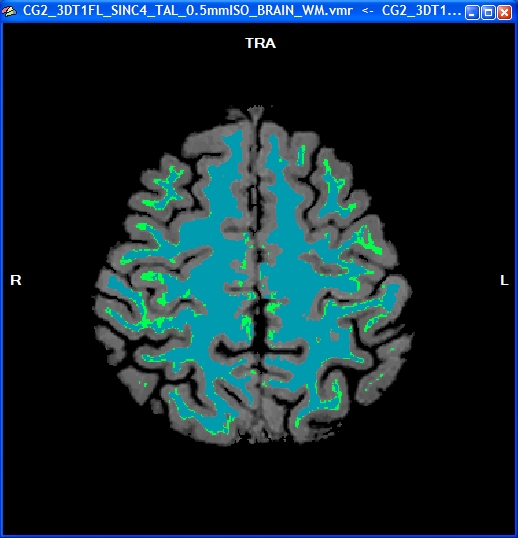 CG2_3DT1FL_SINC4_TAL_0.5mmISO_BRAIN_WM.vmr <- CG2_3DT1...
TRA
R
L